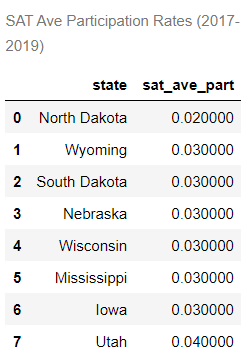 SAT Ave Participation Rates (2017-
2019)
state sat_ave_part
0 North Dakota 0.020000
1 Wyoming 0.030000
2 South Dakota 0.030000
3 Nebraska 0.030000
4 Wisconsin 0.030000
5 Mississippi 0.030000
6 Iowa 0.030000
7 Utah 0.040000